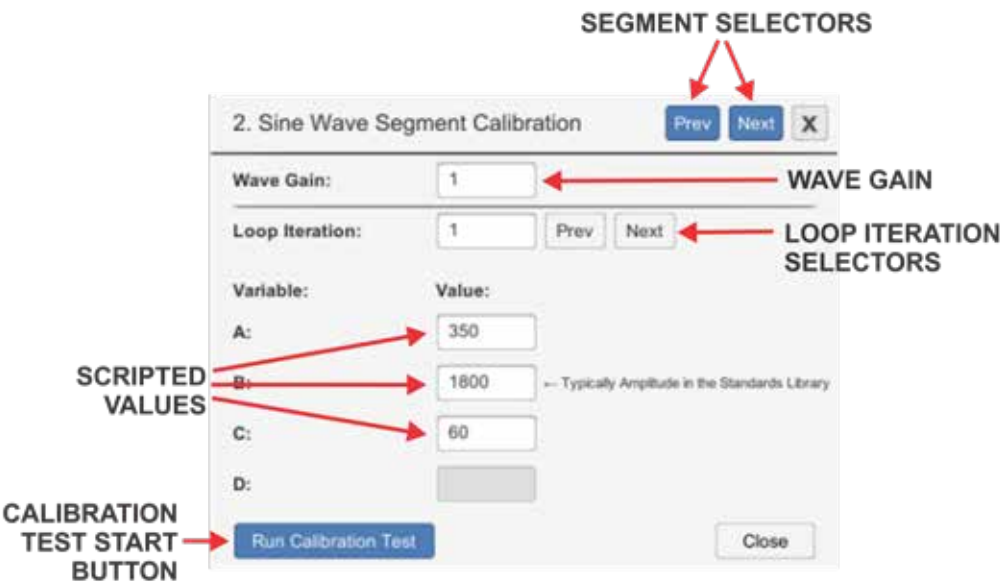 SEGMENT SELECTORS
2. Sine Wave Segment Calibration Prev Next X
Wave Gain: 1 WAVE GAIN
Loop Iteration: 1 Prev Next LOOP ITERATION
SELECTORS
Variable: Value:
A: 350
SCRIPTED
VALUES
B: 1800 ← Typically Amplitude in the Standards Library
C: 60
D:
CALIBRATION
TEST START
BUTTON
Run Calibration Test Close